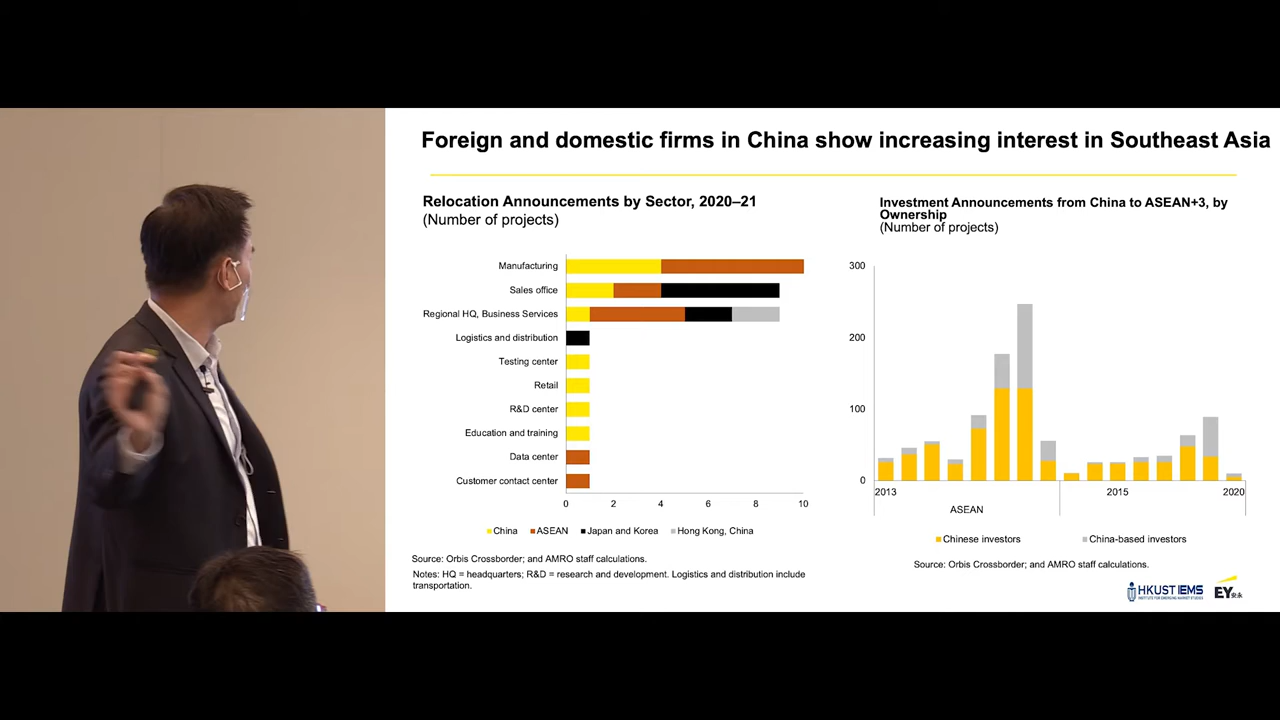 Foreign and domestic firms in China show increasing interest in Southeast Asia
Relocation Announcements by Sector, 2020–21
(Number of projects)
Manufacturing
Sales office
Regional HQ, Business Services
Logistics and distribution
Testing center
Retail
R&D center
Education and training
Data center
Customer contact center
0 2 4 6 8 10
China ASEAN Japan and Korea Hong Kong, China
Source: Orbis Crossborder; and AMRO staff calculations.
Notes: HQ = headquarters; R&D = research and development. Logistics and distribution include
transportation.
Investment Announcements from China to ASEAN+3, by
Ownership
(Number of projects)
300
200
100
0
2013 2015 2020
ASEAN
Chinese investors China-based investors
Source: Orbis Crossborder; and AMRO staff calculations.
HKUST IEMS
INSTITUTE FOR EMERGING MARKET STUDIES
EY安永